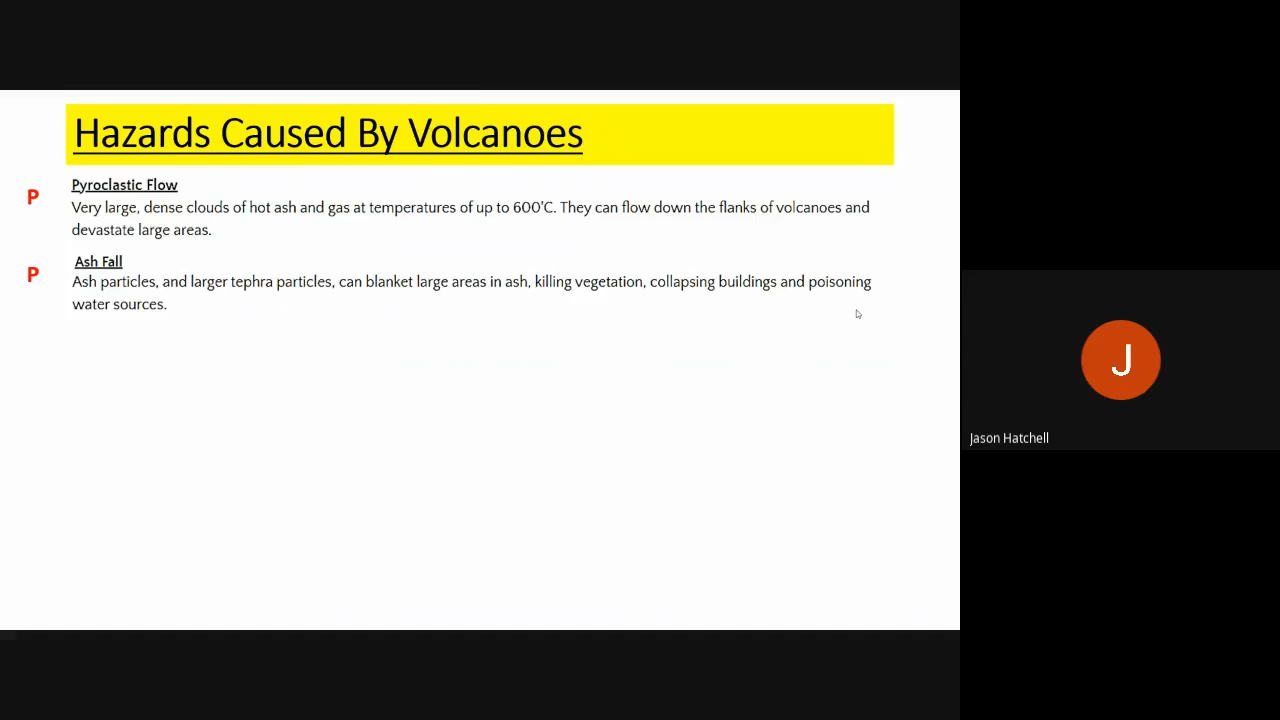 Hazards Caused By Volcanoes
P
Pyroclastic Flow
Very large, dense clouds of hot ash and gas at temperatures of up to 600°C. They can flow down the flanks of volcanoes and
devastate large areas.
P
Ash Fall
Ash particles, and larger tephra particles, can blanket large areas in ash, killing vegetation, collapsing buildings and poisoning
water sources.
J
Jason Hatchell